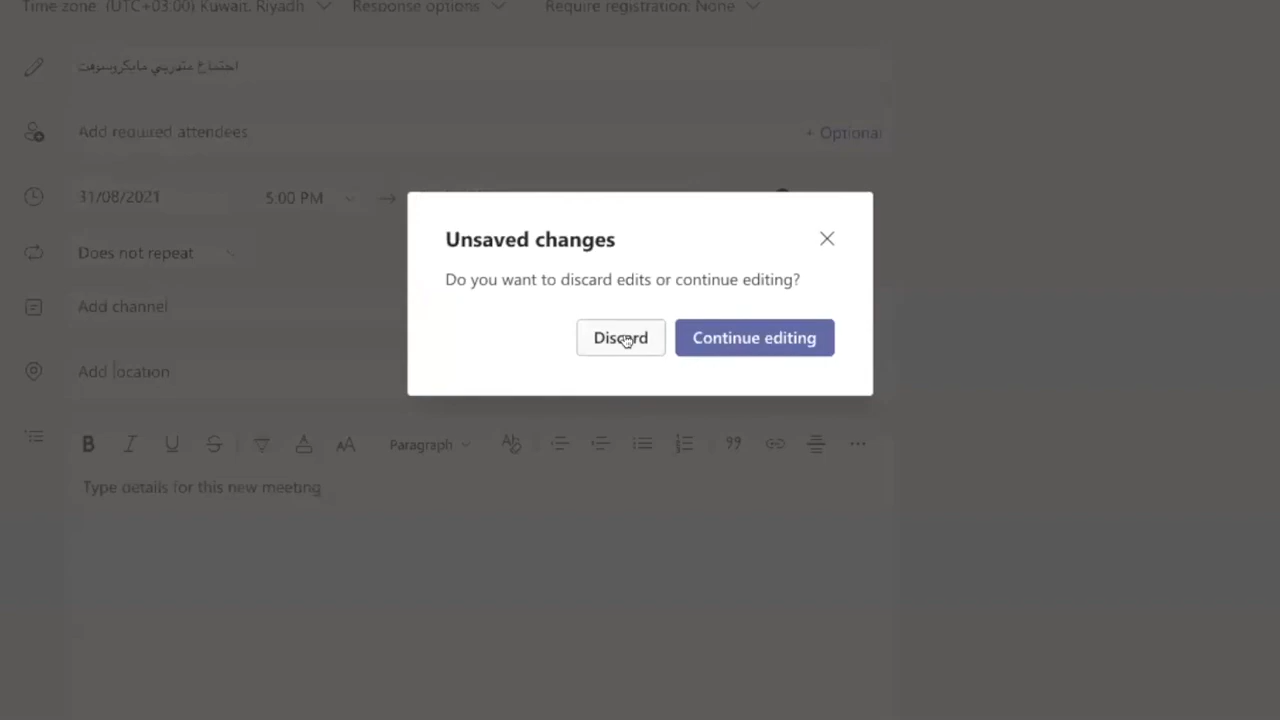 Time zone: (UTC+03:00) Kuwait, Riyadh Response options Require registration: None
اجتماع متدربي مايكروسوفت
Add required attendees + Optional
31/08/2021 5:00 PM
Does not repeat
Add channel
Add location
Unsaved changes
Do you want to discard edits or continue editing?
Discard Continue editing
B I U S AA Paragraph
Type details for this new meeting